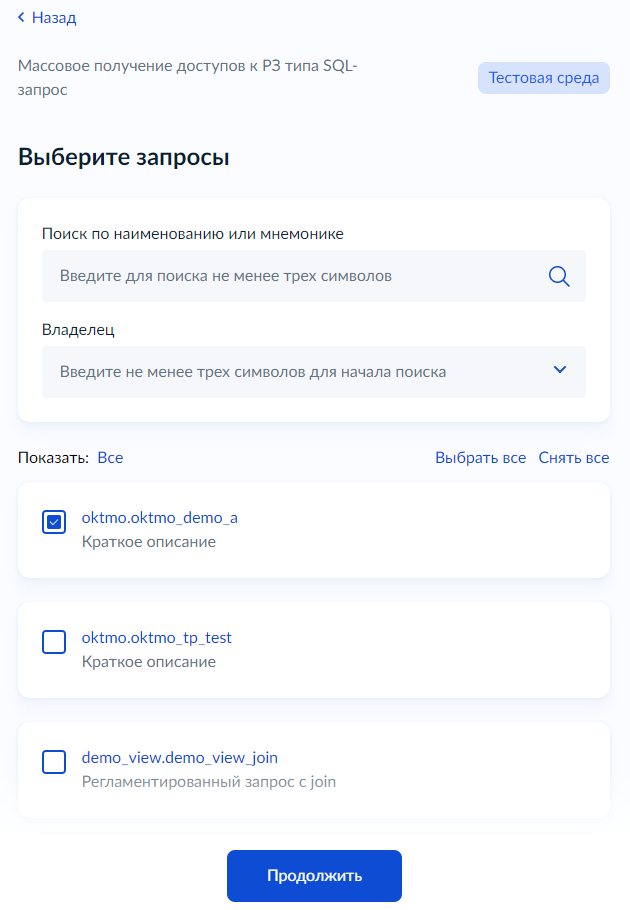 Назад
Массовое получение доступов к РЗ типа SQL-
запрос
Тестовая среда
Выберите запросы
Поиск по наименованию или мнемонике
Введите для поиска не менее трех символов
Владелец
Введите не менее трех символов для начала поиска
Показать: Все
Выбрать все Снять все
oktmo.oktmo_demo_a
Краткое описание
oktmo.oktmo_tp_test
Краткое описание
demo_view.demo_view_join
Регламентированный запрос с join
Продолжить